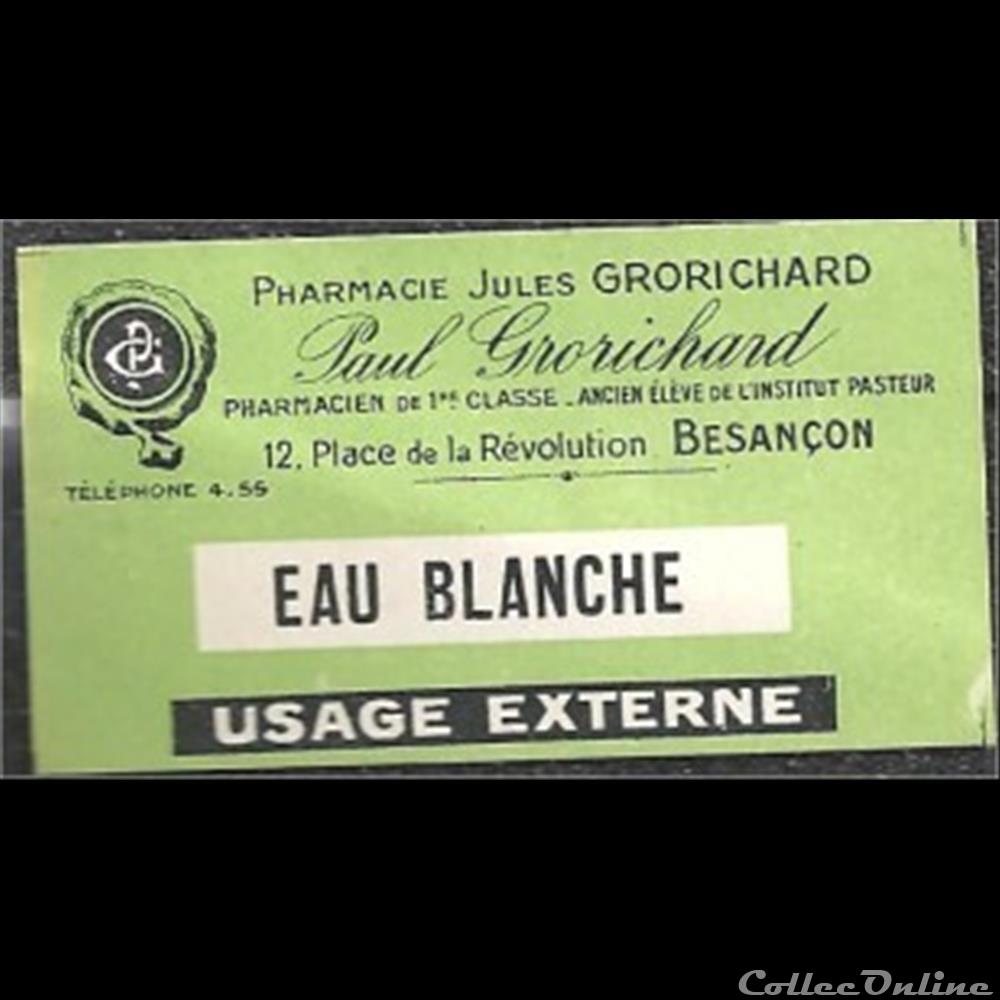 PHARMACIE JULES GRORICHARD
Paul Grorichard
PHARMACIEN DE 1RE CLASSE - ANCIEN ÉLÈVE DE L'INSTITUT PASTEUR
12, Place de la Révolution BESANÇON
TÉLÉPHONE 4.55
EAU BLANCHE
USAGE EXTERNE
CollecOnline